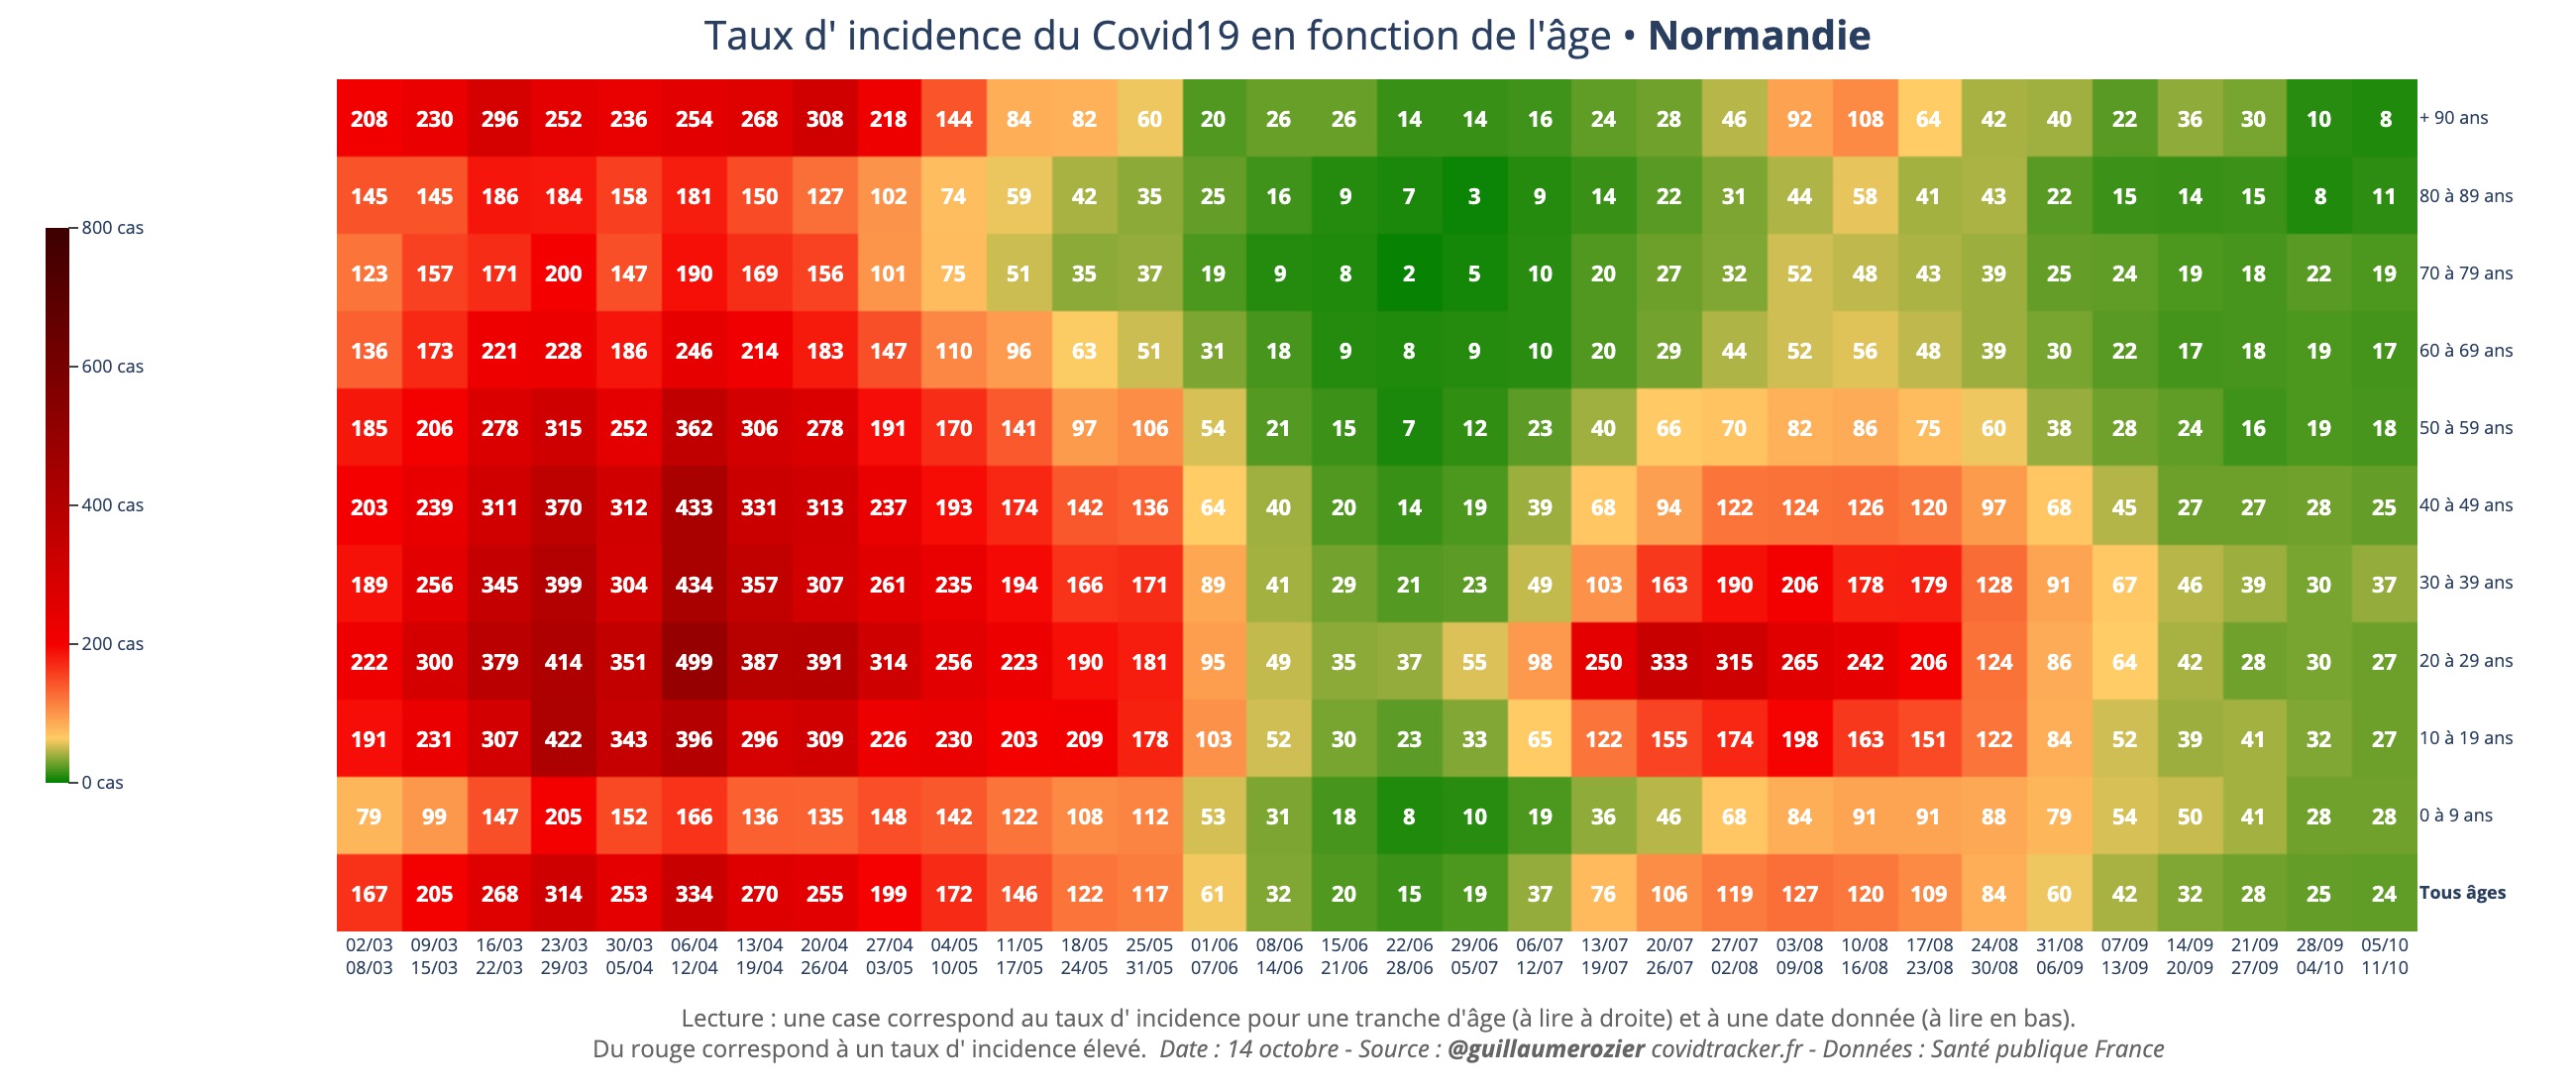 Taux d' incidence du Covid19 en fonction de l'âge • Normandie
208 230 296 252 236 254 268 308 218 144 84 82 60 20 26 26 14 14 16 24 28 46 92 108 64 42 40 22 36 30 10 8 + 90 ans
145 145 186 184 158 181 150 127 102 74 59 42 35 25 16 9 7 3 9 14 22 31 44 58 41 43 22 15 14 15 8 11 80 à 89 ans
800 cas
123 157 171 200 147 190 169 156 101 75 51 35 37 19 9 8 2 5 10 20 27 32 52 48 43 39 25 24 19 18 22 19 70 à 79 ans
136 173 221 228 186 246 214 183 147 110 96 63 51 31 18 9 8 9 10 20 29 44 52 56 48 39 30 22 17 18 19 17 60 à 69 ans
600 cas
185 206 278 315 252 362 306 278 191 170 141 97 106 54 21 15 7 12 23 40 66 70 82 86 75 60 38 28 24 16 19 18 50 à 59 ans
400 cas
203 239 311 370 312 433 331 313 237 193 174 142 136 64 40 20 14 19 39 68 94 122 124 126 120 97 68 45 27 27 28 25 40 à 49 ans
189 256 345 399 304 434 357 307 261 235 194 166 171 89 41 29 21 23 49 103 163 190 206 178 179 128 91 67 46 39 30 37 30 à 39 ans
200 cas
222 300 379 414 351 499 387 391 314 256 223 190 181 95 49 35 37 55 98 250 333 315 265 242 206 124 86 64 42 28 30 27 20 à 29 ans
191 231 307 422 343 396 296 309 226 230 203 209 178 103 52 30 23 33 65 122 155 174 198 163 151 122 84 52 39 41 32 27 10 à 19 ans
0 cas
79 99 147 205 152 166 136 135 148 142 122 108 112 53 31 18 8 10 19 36 46 68 84 91 91 88 79 54 50 41 28 28 0 à 9 ans
167 205 268 314 253 334 270 255 199 172 146 122 117 61 32 20 15 19 37 76 106 119 127 120 109 84 60 42 32 28 25 24 Tous âges
02/03 09/03 16/03 23/03 30/03 06/04 13/04 20/04 27/04 04/05 11/05 18/05 25/05 01/06 08/06 15/06 22/06 29/06 06/07 13/07 20/07 27/07 03/08 10/08 17/08 24/08 31/08 07/09 14/09 21/09 28/09 05/10
08/03 15/03 22/03 29/03 05/04 12/04 19/04 26/04 03/05 10/05 17/05 24/05 31/05 07/06 14/06 21/06 28/06 05/07 12/07 19/07 26/07 02/08 09/08 16/08 23/08 30/08 06/09 13/09 20/09 27/09 04/10 11/10
Lecture : une case correspond au taux d' incidence pour une tranche d'âge (à lire à droite) et à une date donnée (à lire en bas).
Du rouge correspond à un taux d' incidence élevé. Date : 14 octobre - Source : @guillaumerozier covidtracker.fr - Données : Santé publique France